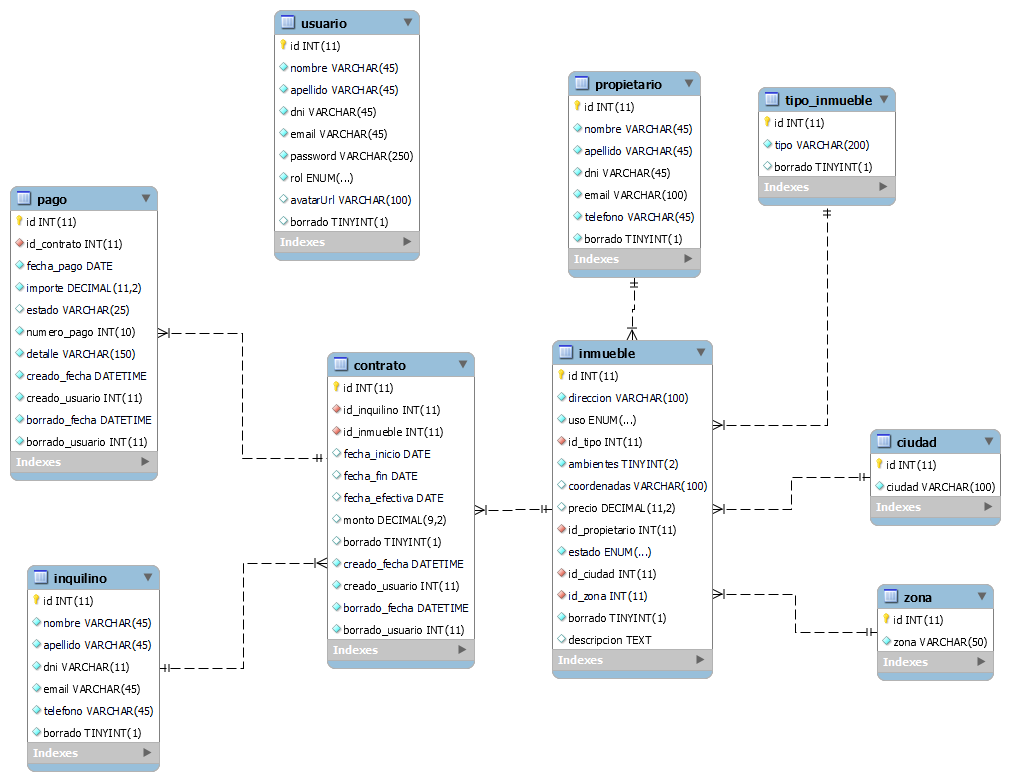 usuario
id INT(11)
nombre VARCHAR(45)
apellido VARCHAR(45)
dni VARCHAR(45)
email VARCHAR(45)
password VARCHAR(250)
rol ENUM(...)
avatarUrl VARCHAR(100)
borrado TINYINT(1)
Indexes
propietario
id INT(11)
nombre VARCHAR(45)
apellido VARCHAR(45)
dni VARCHAR(45)
email VARCHAR(100)
telefono VARCHAR(45)
borrado TINYINT(1)
Indexes
tipo_inmueble
id INT(11)
tipo VARCHAR(200)
borrado TINYINT(1)
Indexes
pago
id INT(11)
id_contrato INT(11)
fecha_pago DATE
importe DECIMAL(11,2)
estado VARCHAR(25)
numero_pago INT(10)
detalle VARCHAR(150)
creado_fecha DATETIME
creado_usuario INT(11)
borrado_fecha DATETIME
borrado_usuario INT(11)
Indexes
contrato
id INT(11)
id_inquilino INT(11)
id_inmueble INT(11)
fecha_inicio DATE
fecha_fin DATE
fecha_efectiva DATE
monto DECIMAL(9,2)
borrado TINYINT(1)
creado_fecha DATETIME
creado_usuario INT(11)
borrado_fecha DATETIME
borrado_usuario INT(11)
Indexes
inmueble
id INT(11)
direccion VARCHAR(100)
uso ENUM(...)
id_tipo INT(11)
ambientes TINYINT(2)
coordenadas VARCHAR(100)
precio DECIMAL(11,2)
id_propietario INT(11)
estado ENUM(...)
id_ciudad INT(11)
id_zona INT(11)
borrado TINYINT(1)
descripcion TEXT
Indexes
ciudad
id INT(11)
ciudad VARCHAR(100)
Indexes
inquilino
id INT(11)
nombre VARCHAR(45)
apellido VARCHAR(45)
dni VARCHAR(11)
email VARCHAR(45)
telefono VARCHAR(45)
borrado TINYINT(1)
Indexes
zona
id INT(11)
zona VARCHAR(50)
Indexes